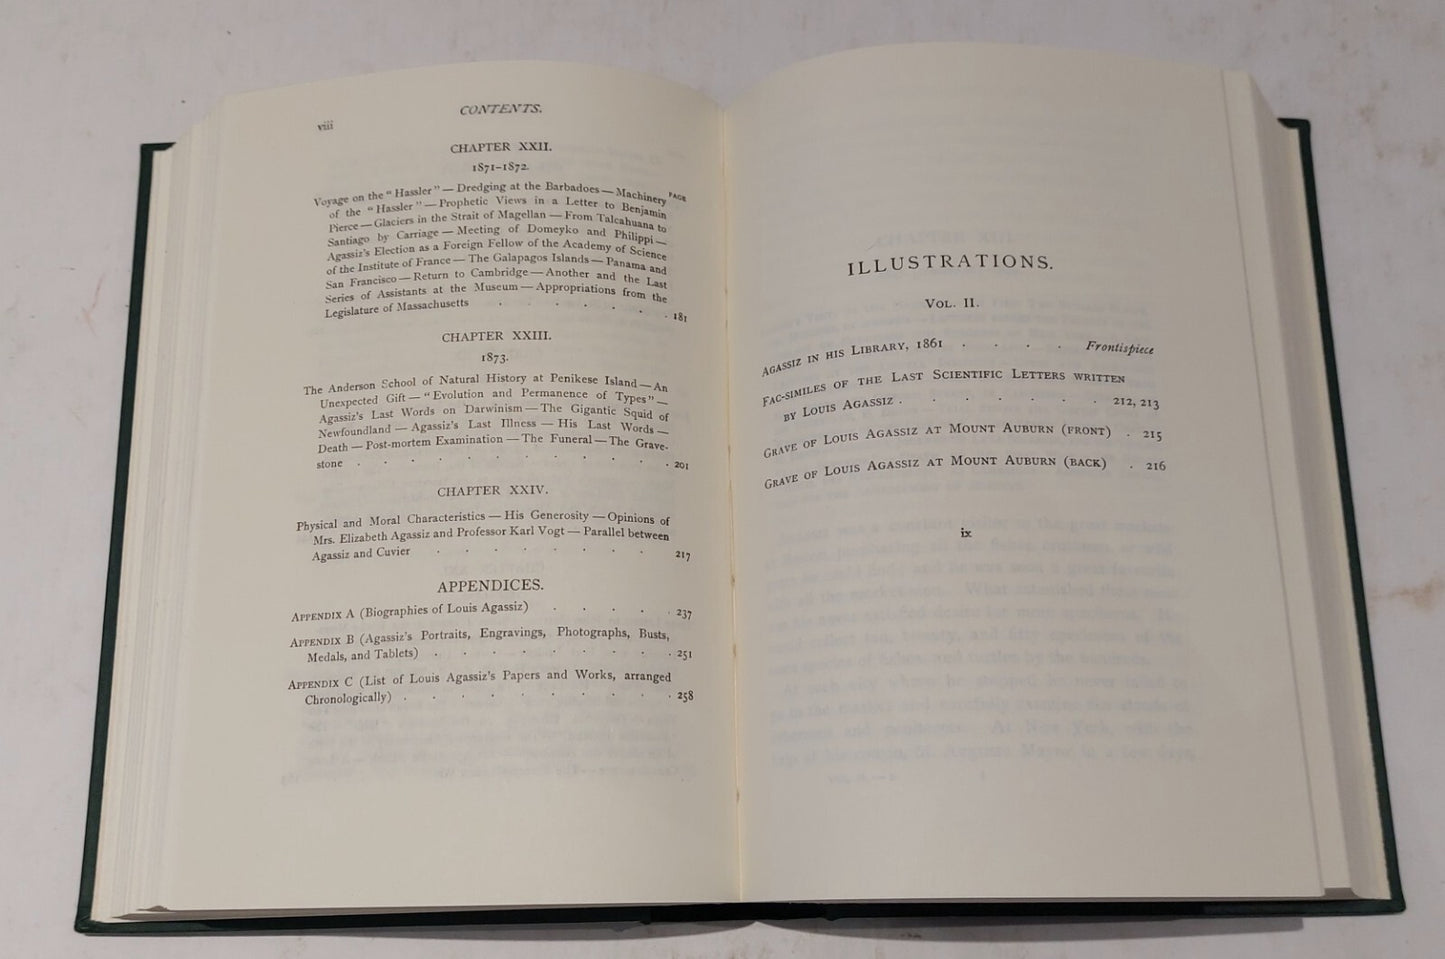 viii
CONTENTS.
CHAPTER XXII.
1871–1872.
PAGE
Voyage on the “Hassler” — Dredging at the Barbadoes — Machinery
of the “Hassler” — Prophetic Views in a Letter to Benjamin
Pierce — Glaciers in the Strait of Magellan — From Talcahuana to
Santiago by Carriage — Meeting of Domeyko and Philippi —
Agassiz's Election as a Foreign Fellow of the Academy of Science
of the Institute of France — The Galapagos Islands — Panama and
San Francisco — Return to Cambridge — Another and the Last
Series of Assistants at the Museum — Appropriations from the
Legislature of Massachusetts . . . . . . 181
CHAPTER XXIII.
1873.
The Anderson School of Natural History at Penikese Island — An
Unexpected Gift — “Evolution and Permanence of Types” —
Agassiz's Last Words on Darwinism — The Gigantic Squid of
Newfoundland — Agassiz's Last Illness — His Last Words —
Death — Post-mortem Examination — The Funeral — The Grave-
stone . . . . . . . . . . . . 201
CHAPTER XXIV.
Physical and Moral Characteristics — His Generosity — Opinions of
Mrs. Elizabeth Agassiz and Professor Karl Vogt — Parallel between
Agassiz and Cuvier . . . . . . . . 217
APPENDICES.
APPENDIX A (Biographies of Louis Agassiz) . . . . . 237
APPENDIX B (Agassiz's Portraits, Engravings, Photographs, Busts,
Medals, and Tablets) . . . . . . . . . 251
APPENDIX C (List of Louis Agassiz's Papers and Works, arranged
Chronologically) . . . . . . . . . . 258
ILLUSTRATIONS.
VOL. II.
AGASSIZ IN HIS LIBRARY, 1861 . . . . Frontispiece
FAC-SIMILES OF THE LAST SCIENTIFIC LETTERS WRITTEN
BY LOUIS AGASSIZ . . . . . . . 212, 213
GRAVE OF LOUIS AGASSIZ AT MOUNT AUBURN (FRONT) . 215
GRAVE OF LOUIS AGASSIZ AT MOUNT AUBURN (BACK) . 216
ix